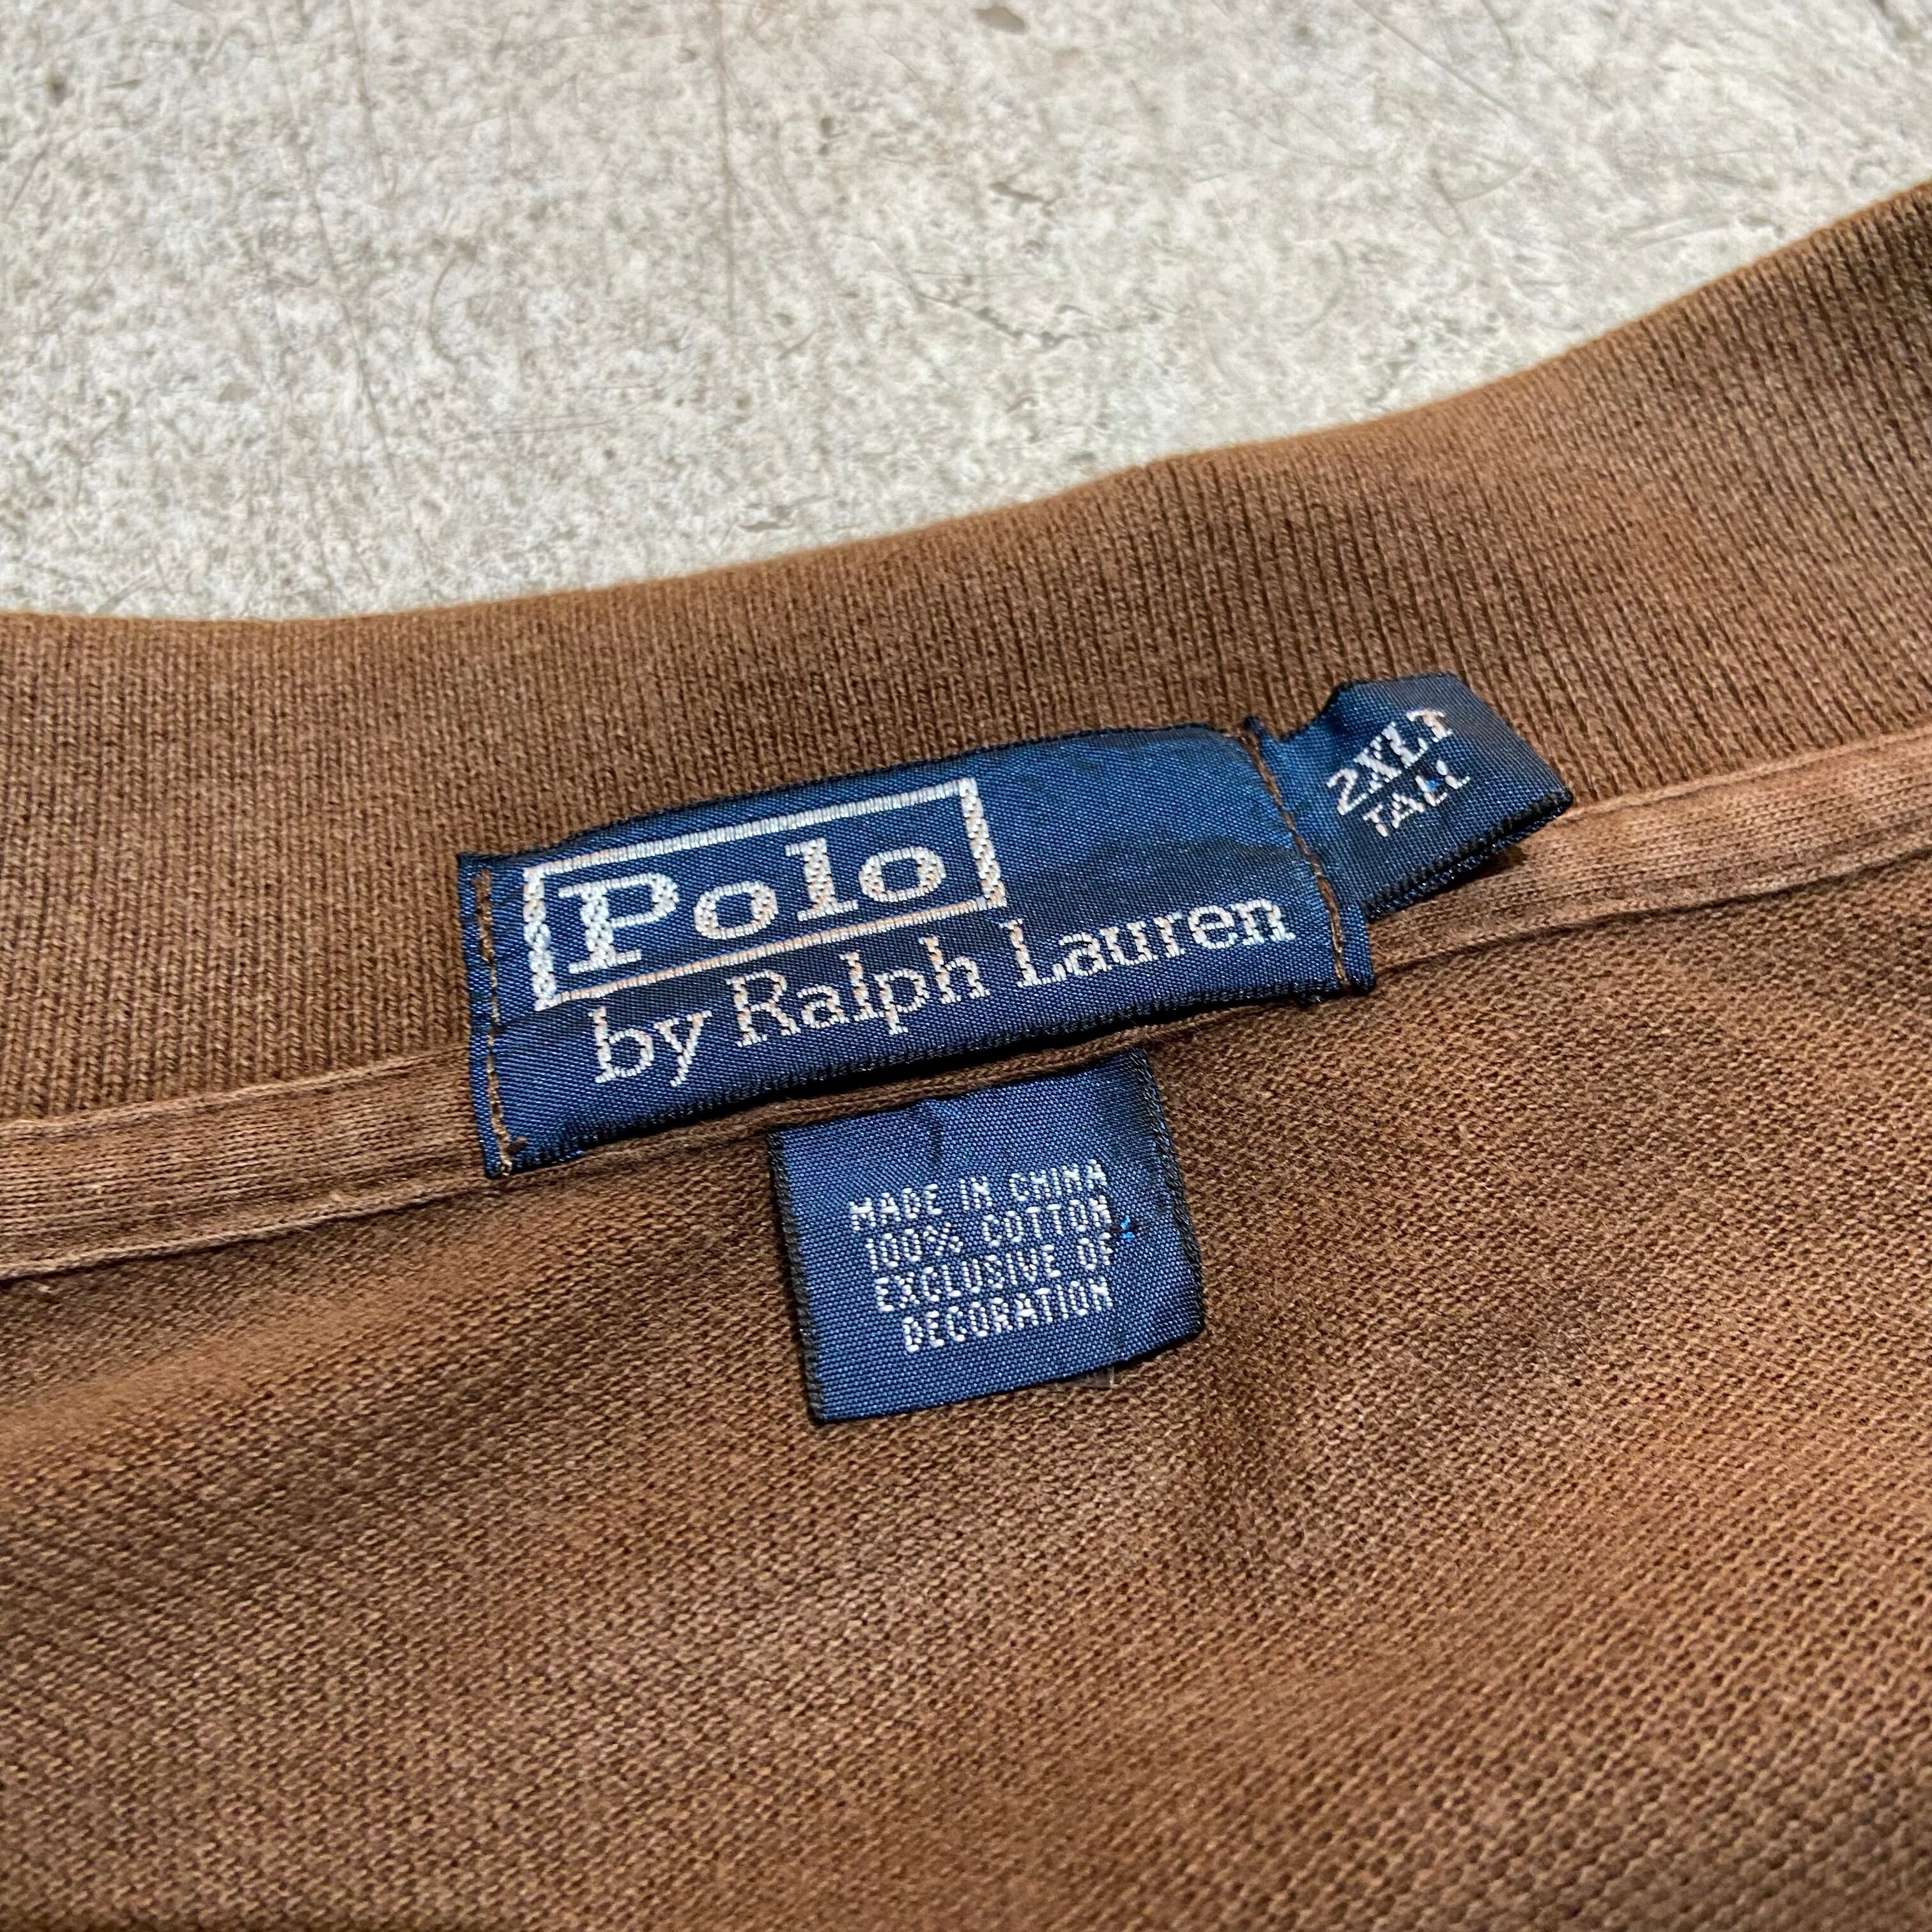 Polo
by Ralph Lauren
2XLT
TALL
MADE IN CHINA
100% COTTON
EXCLUSIVE OF
DECORATION